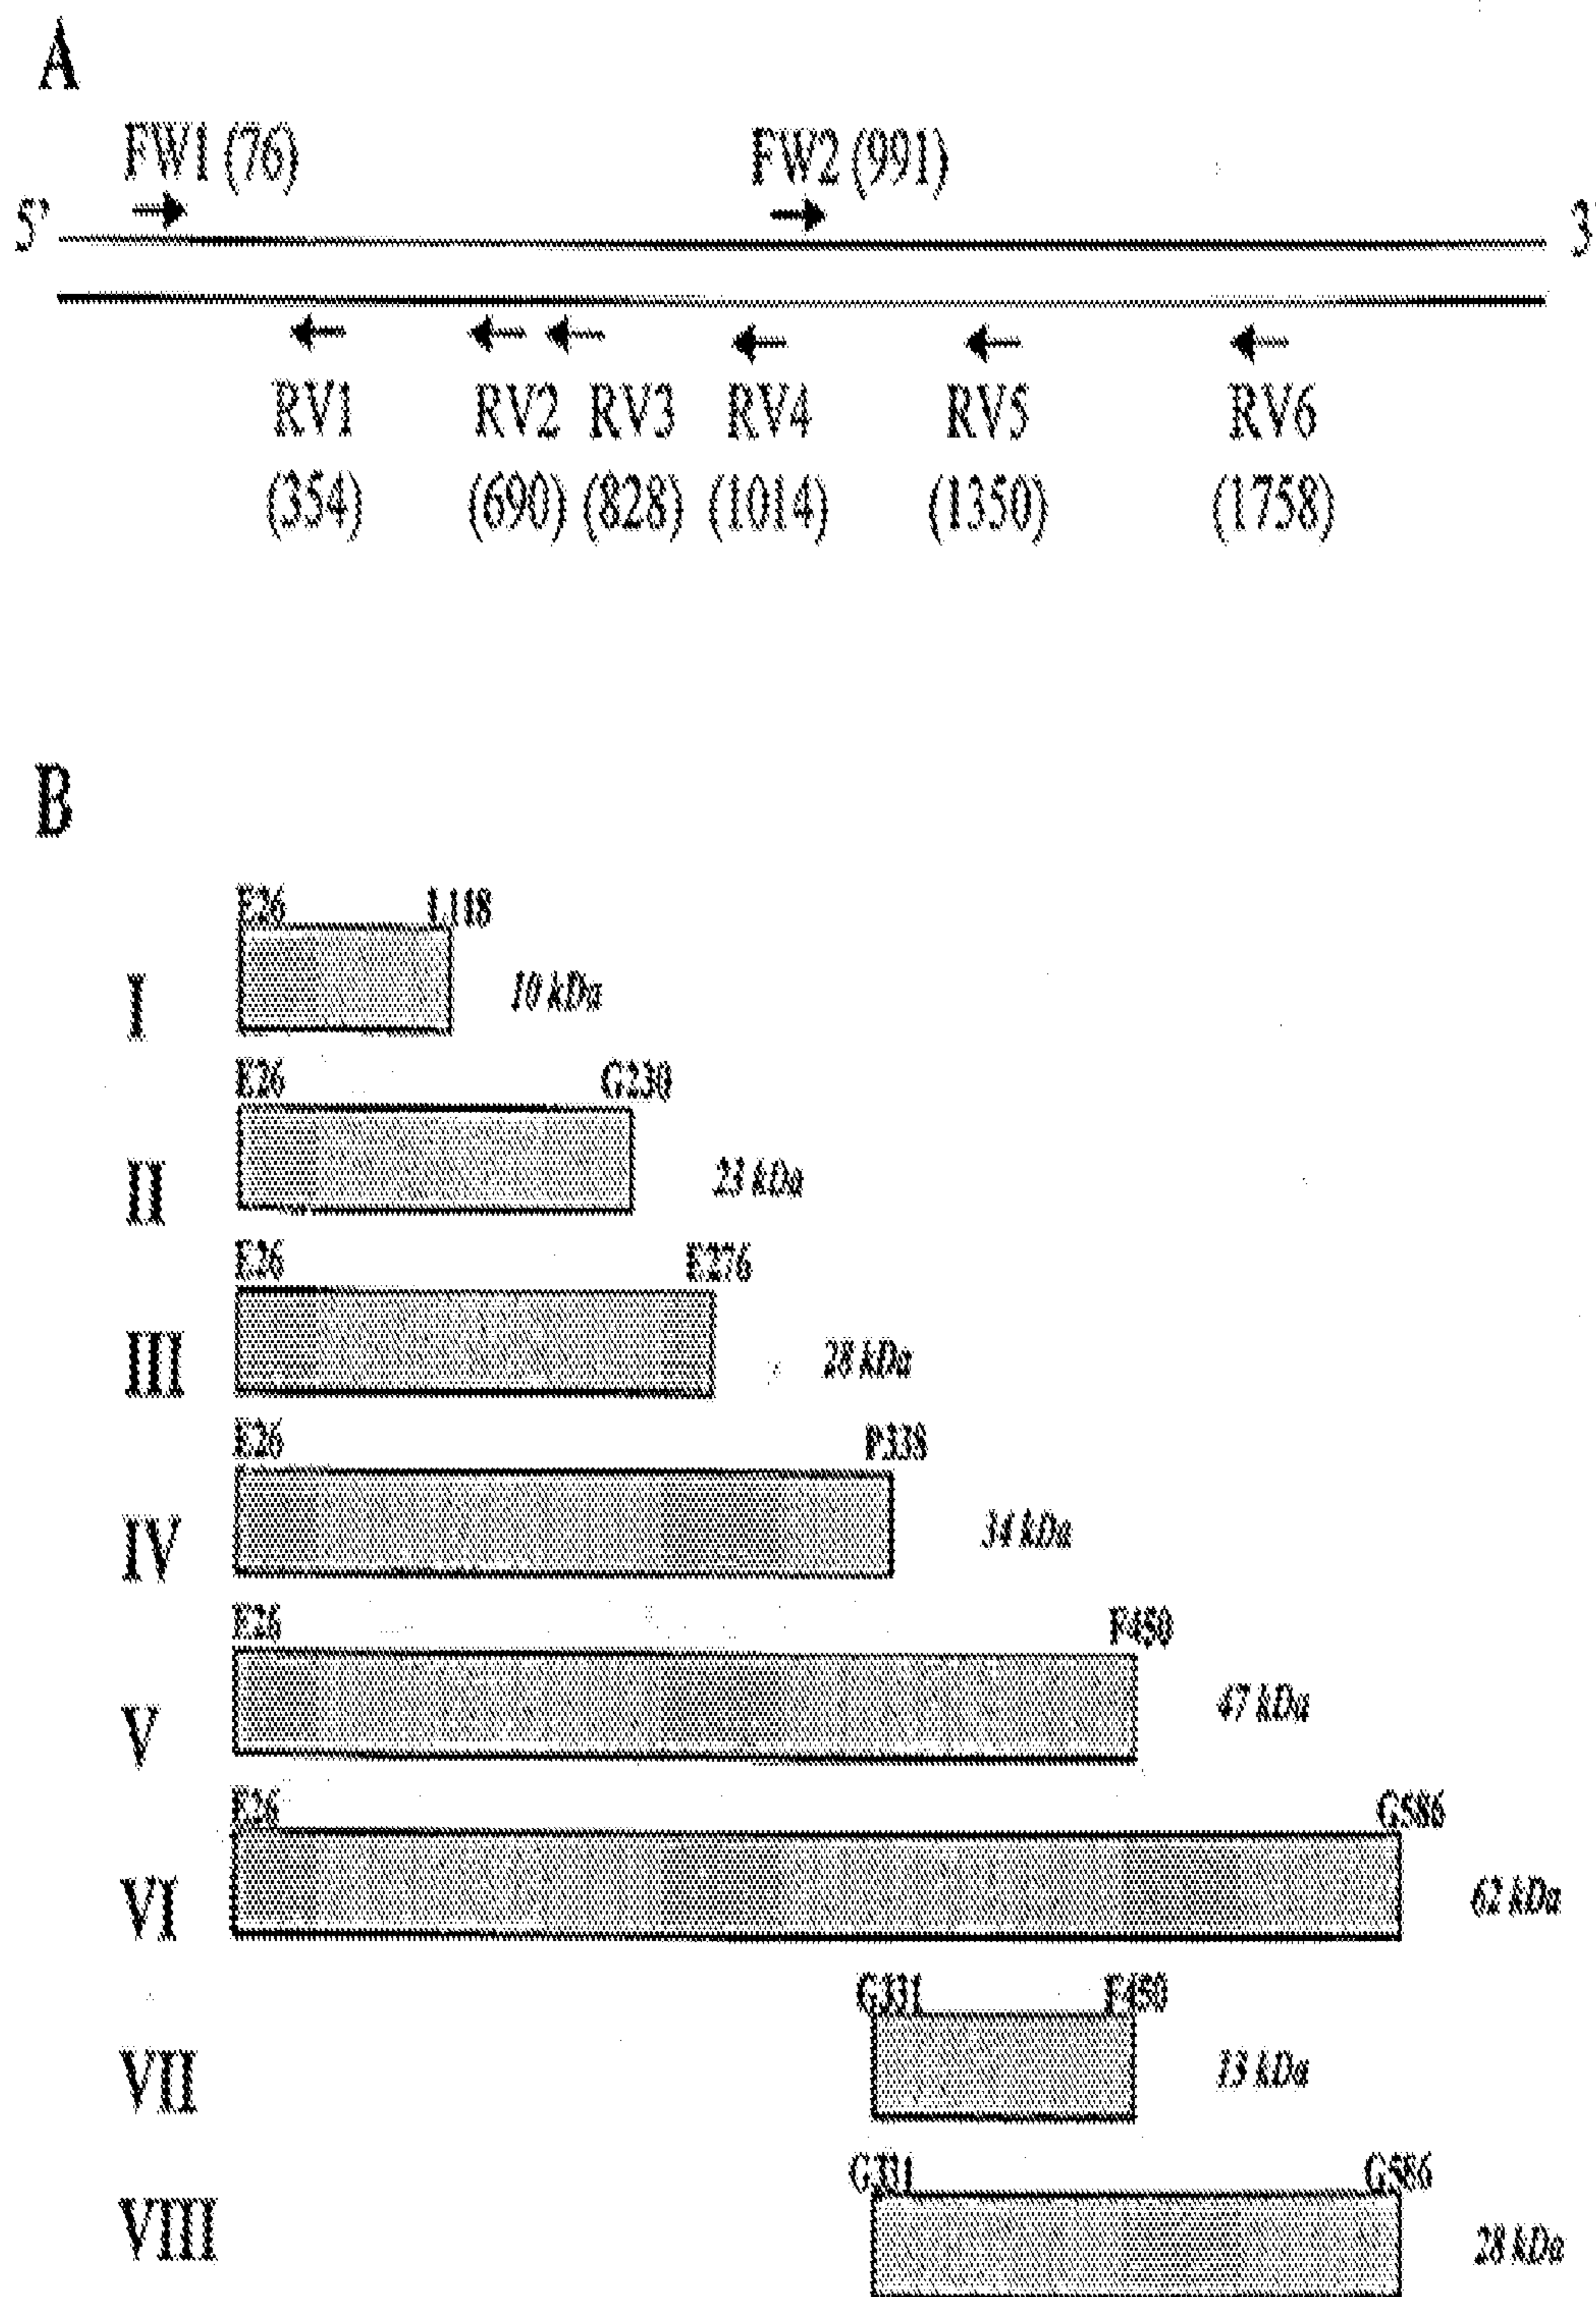 A
FW1 (76) FW2 (991)
5' 3'
RV1 RV2 RV3 RV4 RV5 RV6
(354) (690) (828) (1014) (1350) (1758)
B
E26 L118
I 10 kDa
E26 G230
II 23 kDa
E26 E276
III 28 kDa
E26 P338
IV 34 kDa
E26 F450
V 47 kDa
E26 G586
VI 62 kDa
G331 F450
VII 13 kDa
G331 G586
VIII 28 kDa